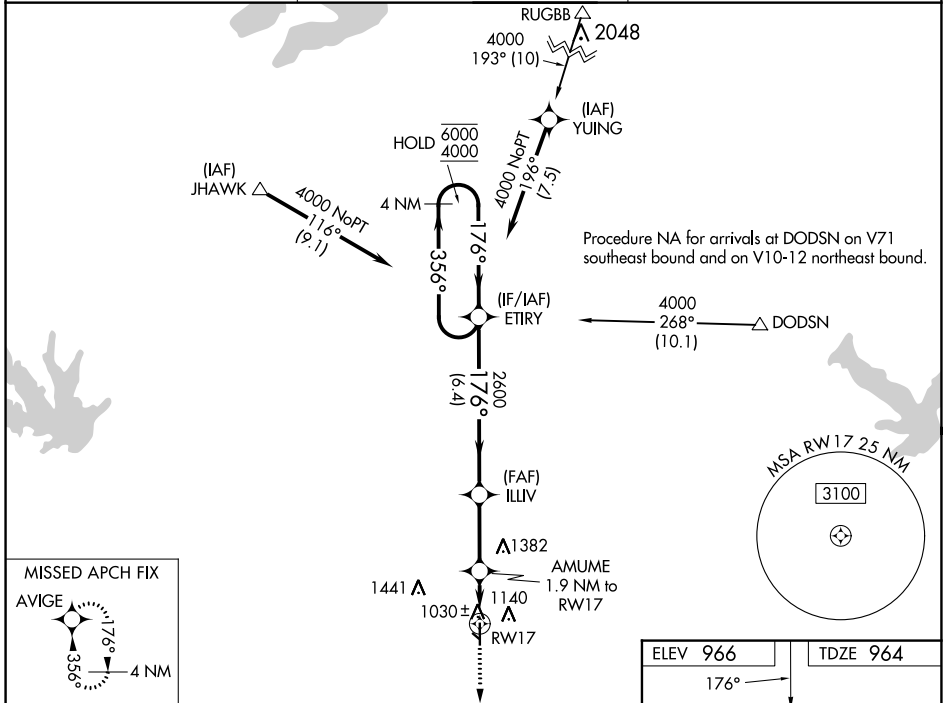 RUGBB
2048
4000
193° (10)
(IAF)
YUING
HOLD 6000
4000
4000 NoPT
196°
(7.5)
(IAF)
JHAWK
4 NM
4000 NoPT
116°
(9.1)
176°
356°
Procedure NA for arrivals at DODSN on V71
southeast bound and on V10-12 northeast bound.
(IF/IAF)
ETIRY
4000
268°
(10.1)
DODSN
2600
176°
(6.4)
MSA RW17 25 NM
3100
(FAF)
ILLIV
1382
AMUME
1.9 NM to
RW17
1441
1030 ±
1140
RW17
MISSED APCH FIX
AVIGE
176°
356°
4 NM
ELEV 966
TDZE 964
176°